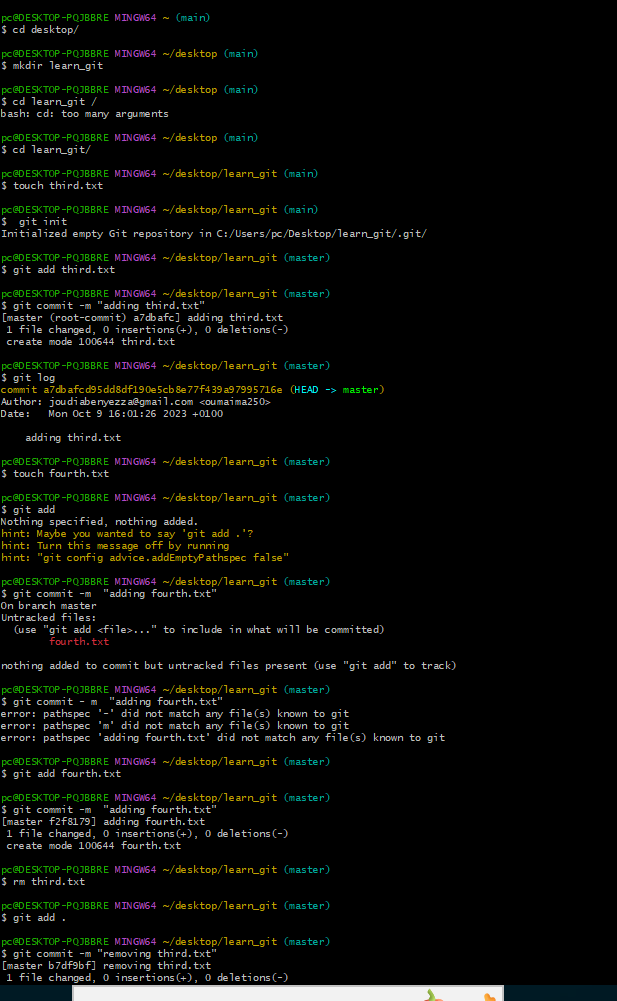 pc@DESKTOP-PQJBBRE MINGW64 ~ (main)
$ cd desktop/
pc@DESKTOP-PQJBBRE MINGW64 ~/desktop (main)
$ mkdir learn_git
pc@DESKTOP-PQJBBRE MINGW64 ~/desktop (main)
$ cd learn_git /
bash: cd: too many arguments
pc@DESKTOP-PQJBBRE MINGW64 ~/desktop (main)
$ cd learn_git/
pc@DESKTOP-PQJBBRE MINGW64 ~/desktop/learn_git (main)
$ touch third.txt
pc@DESKTOP-PQJBBRE MINGW64 ~/desktop/learn_git (main)
$  git init
Initialized empty Git repository in C:/Users/pc/Desktop/learn_git/.git/
pc@DESKTOP-PQJBBRE MINGW64 ~/desktop/learn_git (master)
$ git add third.txt
pc@DESKTOP-PQJBBRE MINGW64 ~/desktop/learn_git (master)
$ git commit -m "adding third.txt"
[master (root-commit) a7dbafc] adding third.txt
 1 file changed, 0 insertions(+), 0 deletions(-)
 create mode 100644 third.txt
pc@DESKTOP-PQJBBRE MINGW64 ~/desktop/learn_git (master)
$ git log
commit a7dbafcd95dd8df190e5cb8e77f439a97995716e (HEAD -> master)
Author: joudiabenyezza@gmail.com <oumaima250>
Date:   Mon Oct 9 16:01:26 2023 +0100
    adding third.txt
pc@DESKTOP-PQJBBRE MINGW64 ~/desktop/learn_git (master)
$ touch fourth.txt
pc@DESKTOP-PQJBBRE MINGW64 ~/desktop/learn_git (master)
$ git add
Nothing specified, nothing added.
hint: Maybe you wanted to say 'git add .'?
hint: Turn this message off by running
hint: "git config advice.addEmptyPathspec false"
pc@DESKTOP-PQJBBRE MINGW64 ~/desktop/learn_git (master)
$ git commit -m  "adding fourth.txt"
On branch master
Untracked files:
  (use "git add <file>..." to include in what will be committed)
        fourth.txt
nothing added to commit but untracked files present (use "git add" to track)
pc@DESKTOP-PQJBBRE MINGW64 ~/desktop/learn_git (master)
$ git commit - m  "adding fourth.txt"
error: pathspec '-' did not match any file(s) known to git
error: pathspec 'm' did not match any file(s) known to git
error: pathspec 'adding fourth.txt' did not match any file(s) known to git
pc@DESKTOP-PQJBBRE MINGW64 ~/desktop/learn_git (master)
$ git add fourth.txt
pc@DESKTOP-PQJBBRE MINGW64 ~/desktop/learn_git (master)
$ git commit -m  "adding fourth.txt"
[master f2f8179] adding fourth.txt
 1 file changed, 0 insertions(+), 0 deletions(-)
 create mode 100644 fourth.txt
pc@DESKTOP-PQJBBRE MINGW64 ~/desktop/learn_git (master)
$ rm third.txt
pc@DESKTOP-PQJBBRE MINGW64 ~/desktop/learn_git (master)
$ git add .
pc@DESKTOP-PQJBBRE MINGW64 ~/desktop/learn_git (master)
$ git commit -m "removing third.txt"
[master b7df9bf] removing third.txt
 1 file changed, 0 insertions(+), 0 deletions(-)